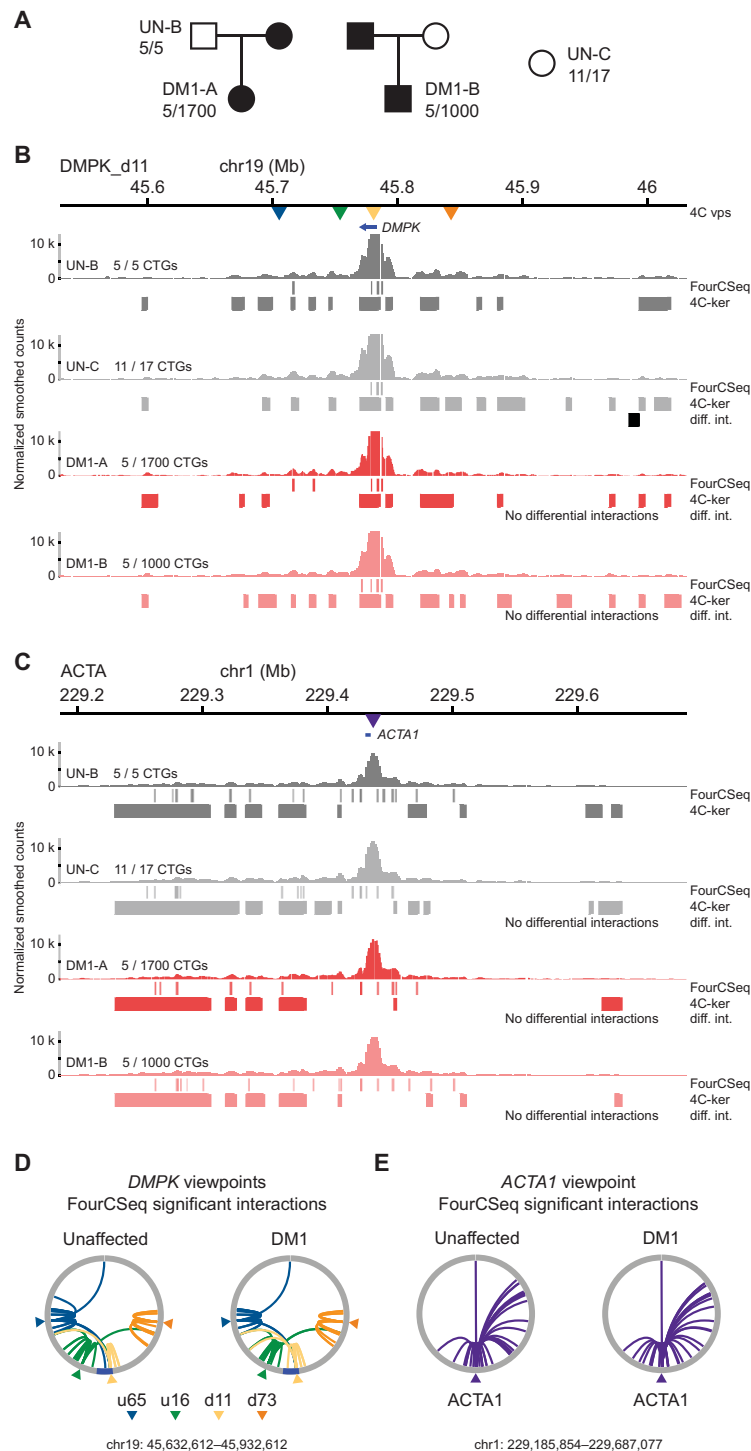 A
UN-B
5/5
DM1-A
5/1700
DM1-B
5/1000
UN-C
11/17
B
DMPK_d11
chr19 (Mb)
45.6 45.7 45.8 45.9 46
4C vps
DMPK
Normalized smoothed counts
10 k
0
UN-B 5 / 5 CTGs
FourCSeq
4C-ker
10 k
0
UN-C 11 / 17 CTGs
FourCSeq
4C-ker
diff. int.
10 k
0
DM1-A 5 / 1700 CTGs
FourCSeq
4C-ker
No differential interactions diff. int.
10 k
0
DM1-B 5 / 1000 CTGs
FourCSeq
4C-ker
No differential interactions diff. int.
C
ACTA
chr1 (Mb)
229.2 229.3 229.4 229.5 229.6
ACTA1
Normalized smoothed counts
10 k
0
UN-B 5 / 5 CTGs
FourCSeq
4C-ker
10 k
0
UN-C 11 / 17 CTGs
FourCSeq
4C-ker
No differential interactions diff. int.
10 k
0
DM1-A 5 / 1700 CTGs
FourCSeq
4C-ker
No differential interactions diff. int.
10 k
0
DM1-B 5 / 1000 CTGs
FourCSeq
4C-ker
No differential interactions diff. int.
D
DMPK viewpoints
FourCSeq significant interactions
Unaffected DM1
u65 u16 d11 d73
chr19: 45,632,612–45,932,612
E
ACTA1 viewpoint
FourCSeq significant interactions
Unaffected DM1
ACTA1 ACTA1
chr1: 229,185,854–229,687,077